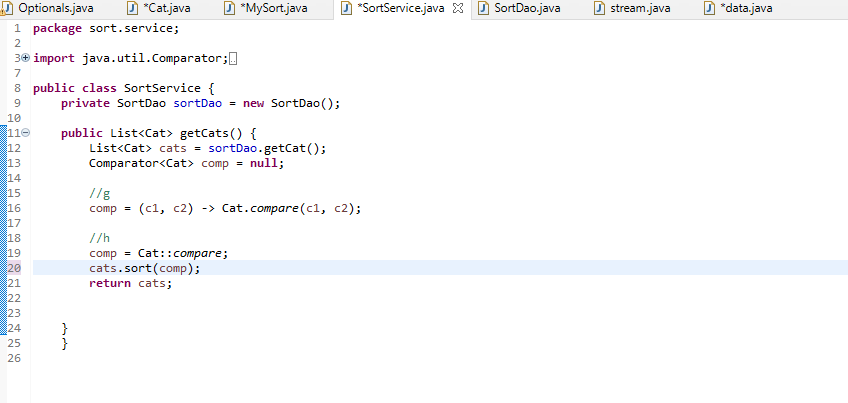 Optionals.java *Cat.java *MySort.java *SortService.java SortDao.java stream.java *data.java
1 package sort.service;
2
3 import java.util.Comparator;
7
8 public class SortService {
9 private SortDao sortDao = new SortDao();
10
11 public List<Cat> getCats() {
12 List<Cat> cats = sortDao.getCat();
13 Comparator<Cat> comp = null;
14
15 //g
16 comp = (c1, c2) -> Cat.compare(c1, c2);
17
18 //h
19 comp = Cat::compare;
20 cats.sort(comp);
21 return cats;
22
23
24 }
25 }
26